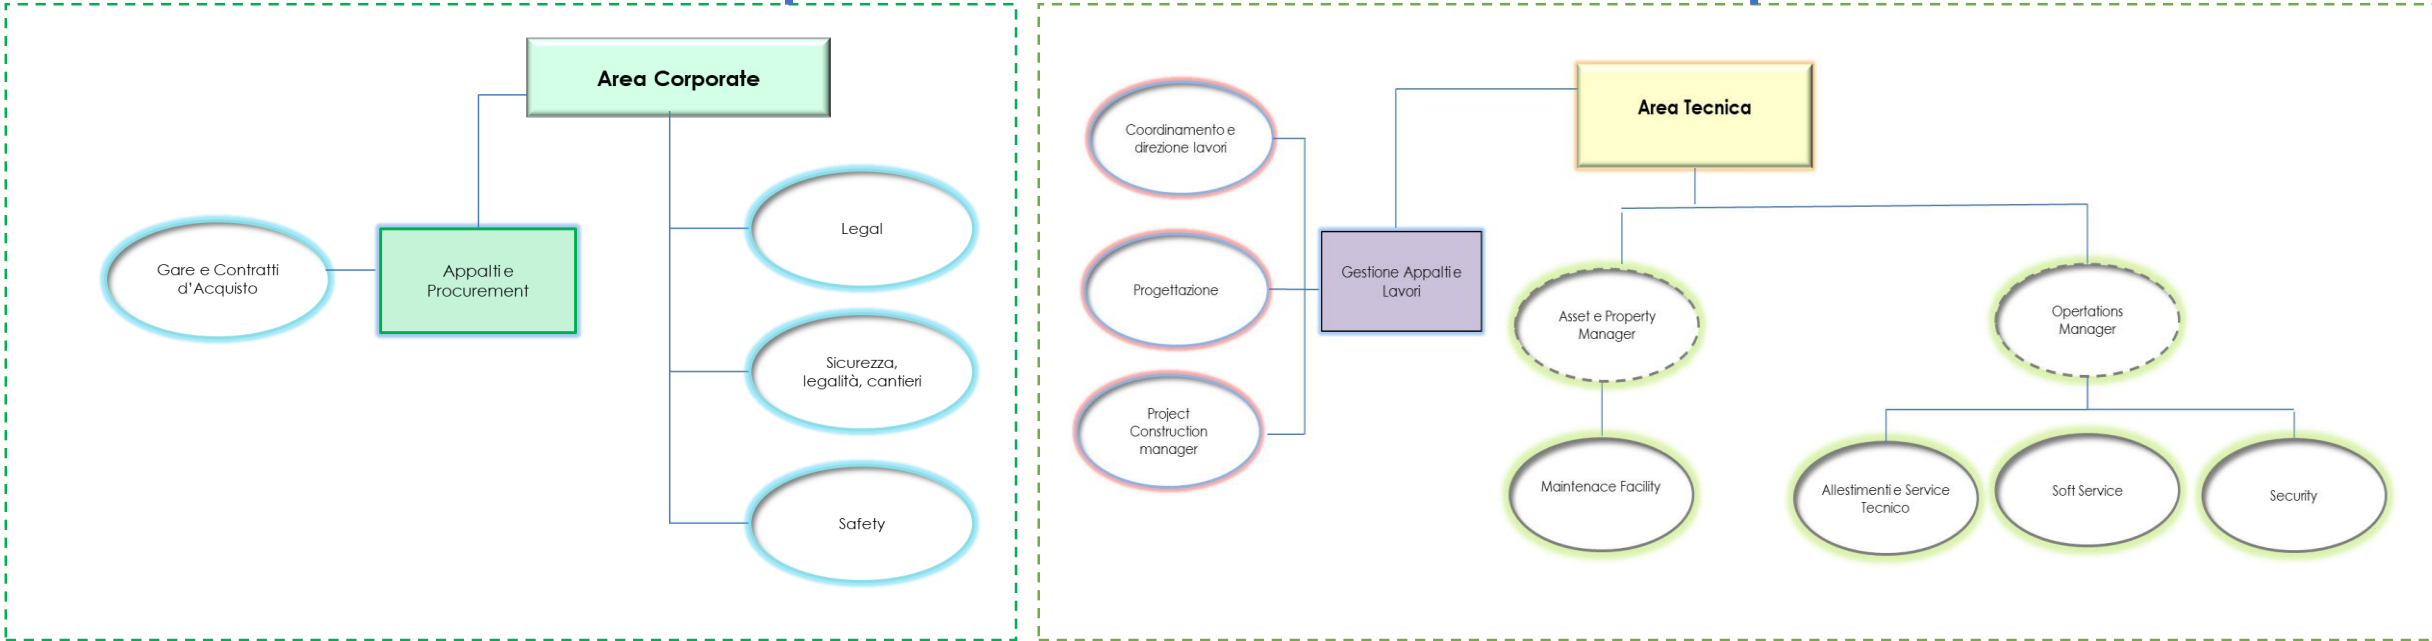 Area Corporate
Legal
Gare e Contratti
d'Acquisto
Appalti e
Procurement
Sicurezza,
legalità, cantieri
Safety
Area Tecnica
Coordinamento e
direzione lavori
Gestione Appalti e
Lavori
Progettazione
Project
Construction
manager
Asset e Property
Manager
Opertations
Manager
Maintenace Facility
Allestimenti e Service
Tecnico
Soft Service
Security